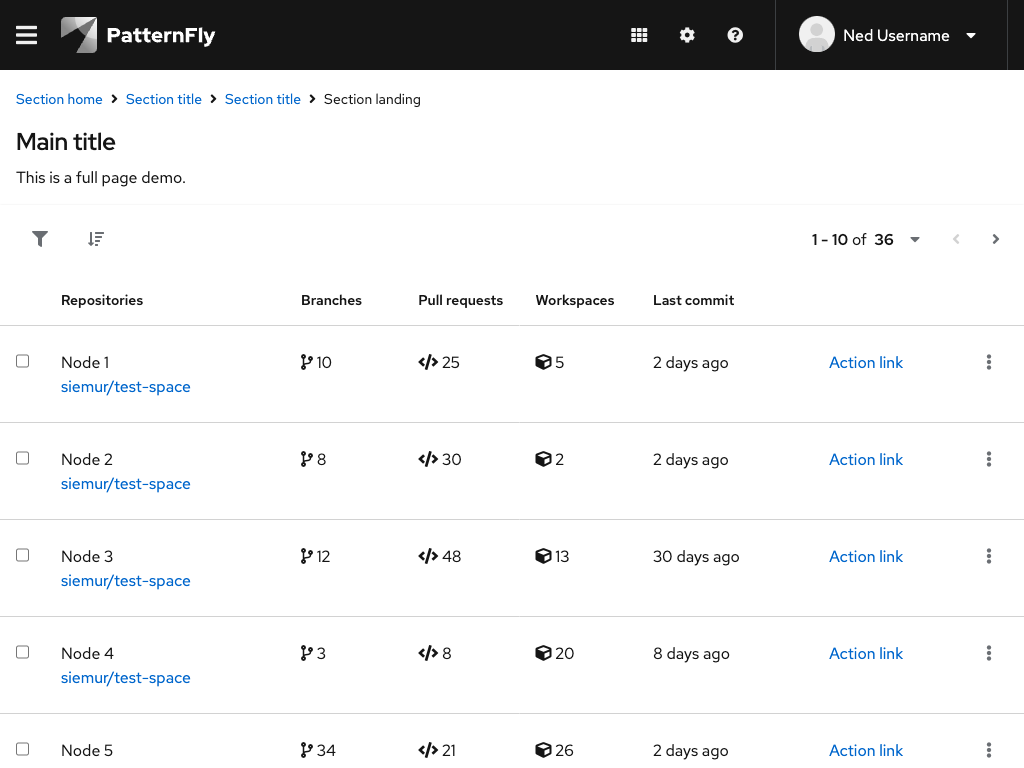 PatternFly
Ned Username
Section home Section title Section title Section landing
Main title
This is a full page demo.
1 - 10 of 36
Repositories Branches Pull requests Workspaces Last commit
Node 1 10 25 5 2 days ago Action link
siemur/test-space
Node 2 8 30 2 2 days ago Action link
siemur/test-space
Node 3 12 48 13 30 days ago Action link
siemur/test-space
Node 4 3 8 20 8 days ago Action link
siemur/test-space
Node 5 34 21 26 2 days ago Action link